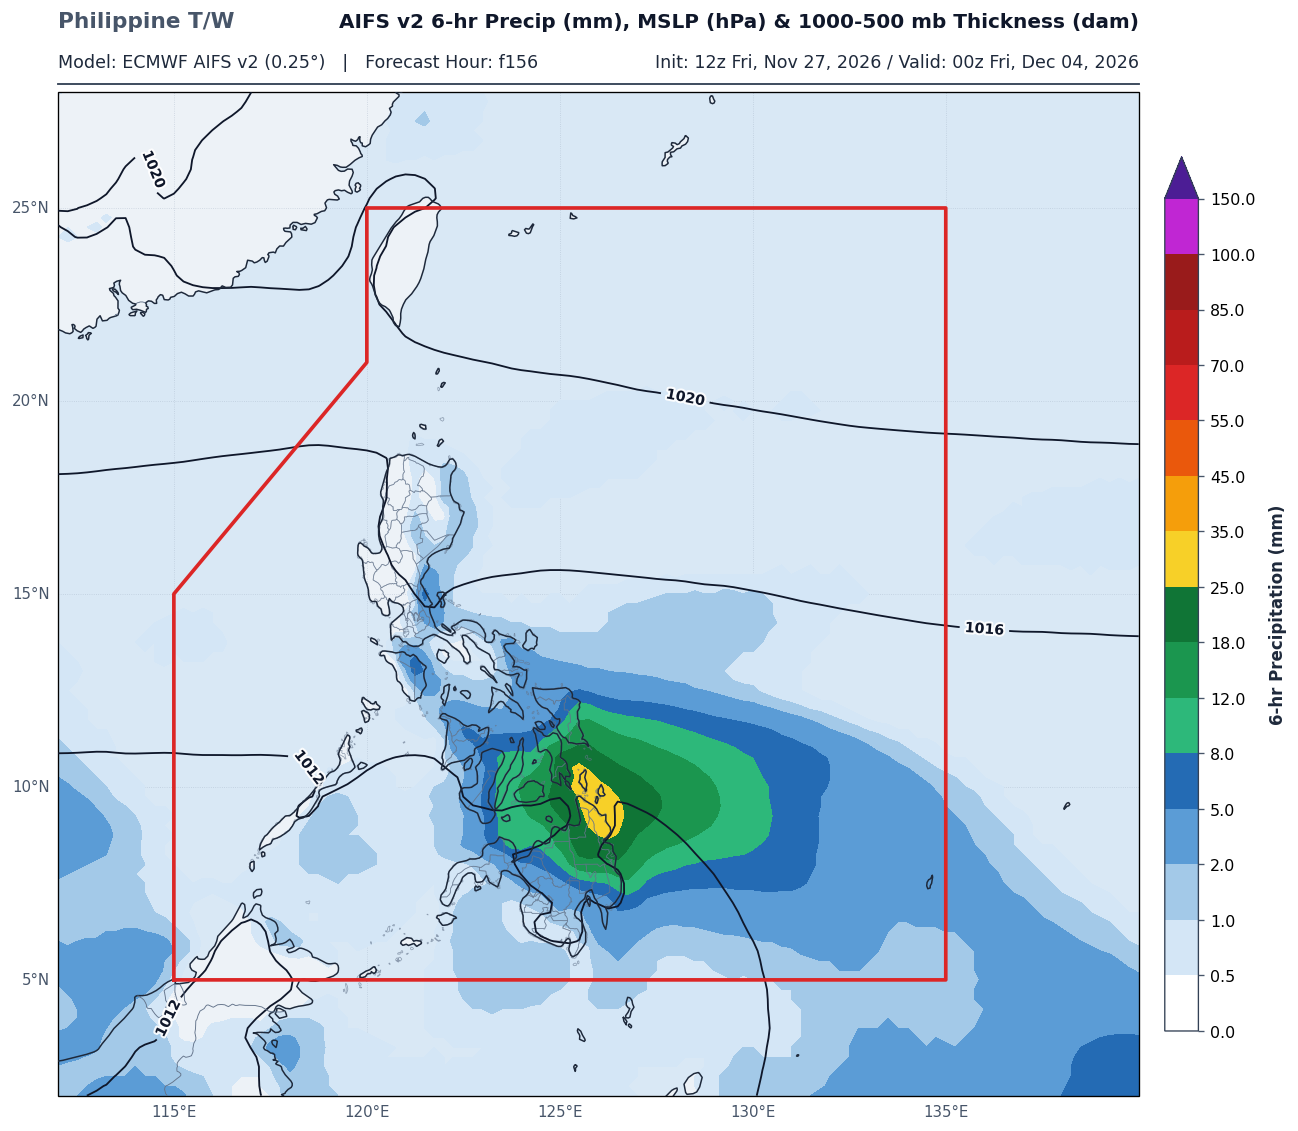 Philippine T/W
AIFS v2 6-hr Precip (mm), MSLP (hPa) & 1000-500 mb Thickness (dam)
Model: ECMWF AIFS v2 (0.25°) | Forecast Hour: f156
Init: 12z Fri, Nov 27, 2026 / Valid: 00z Fri, Dec 04, 2026
25°N
20°N
15°N
10°N
5°N
115°E
120°E
125°E
130°E
135°E
1020
1020
1016
1012
1012
150.0
100.0
85.0
70.0
55.0
45.0
35.0
25.0
18.0
12.0
8.0
5.0
2.0
1.0
0.5
0.0
6-hr Precipitation (mm)